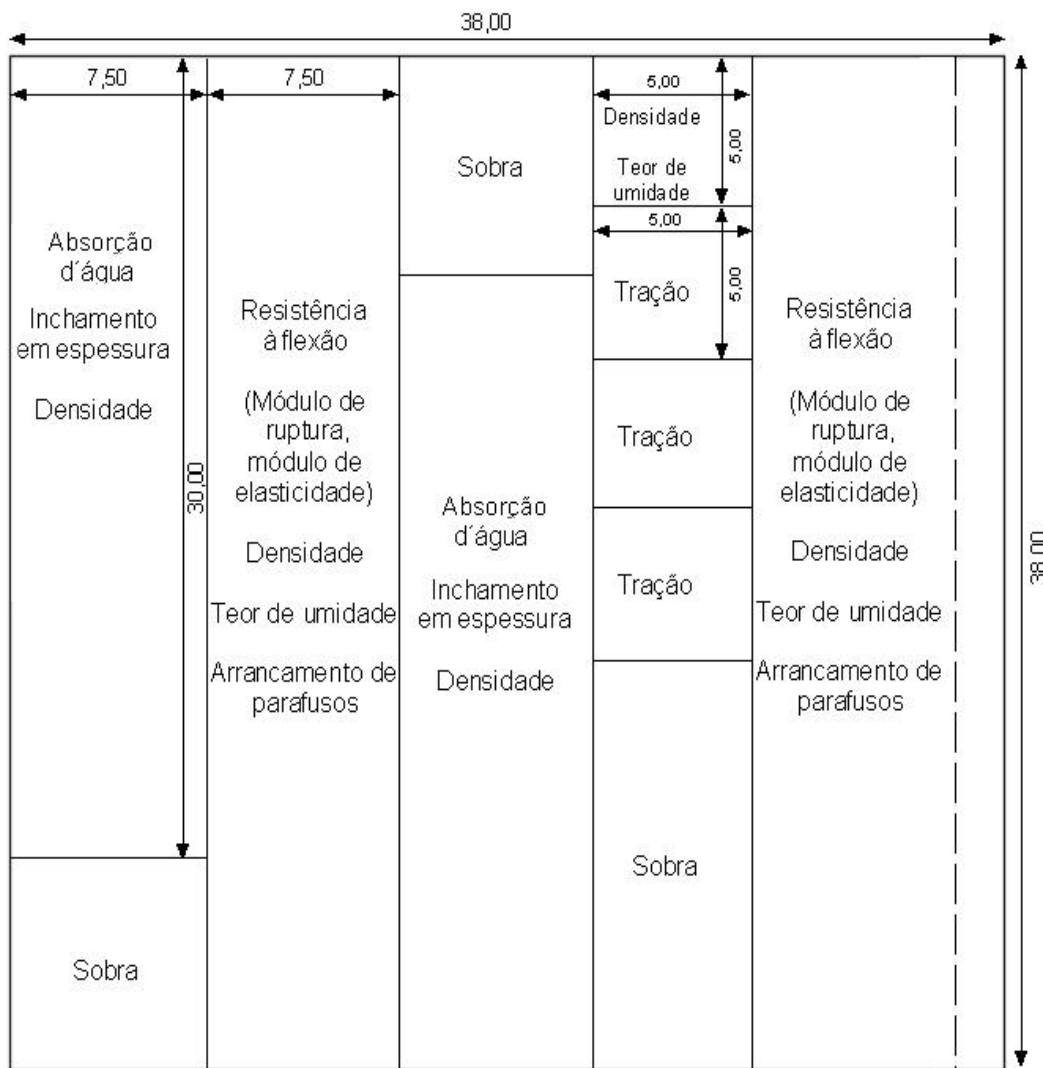 38,00
7,50
Absorção
d´água
Inchamento
em espessura
Densidade
30,00
Sobra
7,50
Resistência
à flexão
(Módulo de
ruptura,
módulo de
elasticidade)
Densidade
Teor de umidade
Arrancamento de
parafusos
Sobra
Absorção
d´água
Inchamento
em espessura
Densidade
5,00
Densidade
Teor de
umidade
5,00
5,00
Tração
5,00
Tração
Tração
Sobra
Resistência
à flexão
(Módulo de
ruptura,
módulo de
elasticidade)
Densidade
Teor de umidade
Arrancamento de
parafusos
38,00